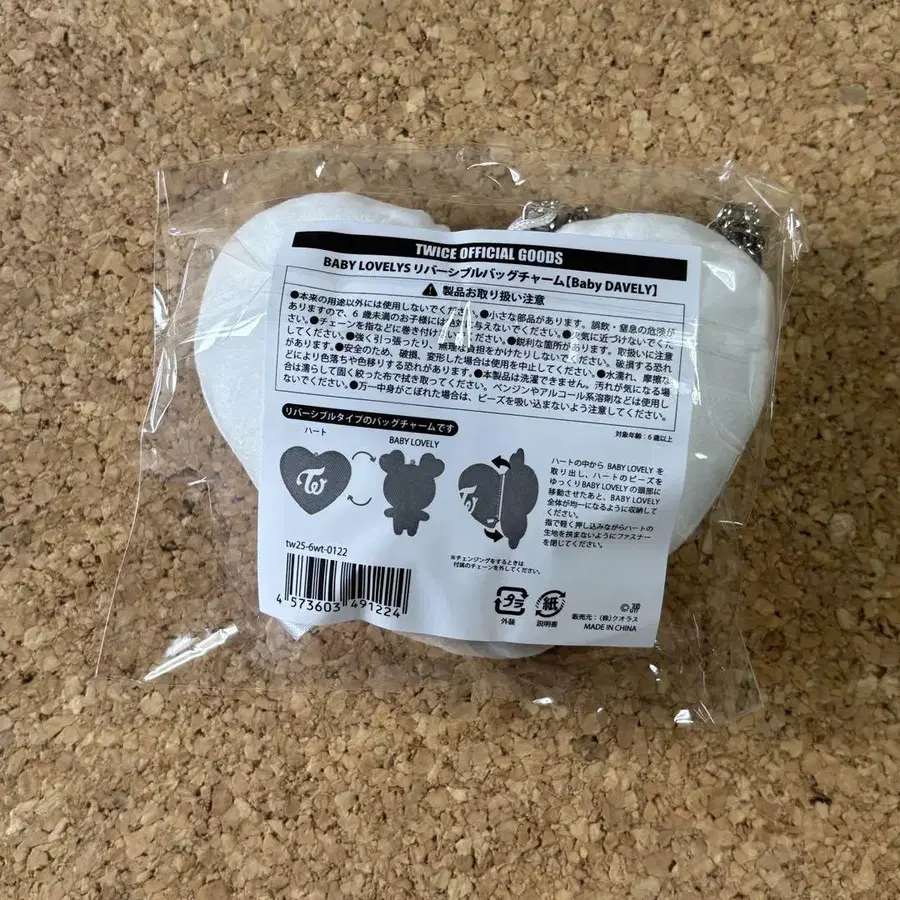 TWICE OFFICIAL GOODS
BABY LOVELYS リバーシブルバッグチャーム【Baby DAVELY】
製品お取り扱い注意
●本来の用途以外には使用しないでください。●小さな部品があります。誤飲・窒息の危険が
ありますので、6歳未満のお子様には絶対に与えないでください。●火気に近づけないでくだ
さい。●チェーンを指などに巻き付けないでください。●鋭利な箇所があります。取扱いに注意
してください。●強く引っ張ったり、無理な負担をかけたりしないでください。破損する恐れ
があります。●安全のため、破損、変形した場合は使用を中止してください。●水濡れ、摩擦な
どにより色落ちや色移りする恐れがあります。●本製品は洗濯できません。汚れが気になる場
合は濡らして固く絞った布で拭き取ってください。ベンジンやアルコール系溶剤などは使用し
ないでください。●万一中身がこぼれた場合は、ビーズを吸い込まないよう注意してください。
対象年齢:6歳以上
リバーシブルタイプのバッグチャームです
ハート
BABY LOVELY
ハートの中から BABY LOVELY を
取り出し、ハートのビーズを
ゆっくりBABY LOVELY の頭部に
移動させたあと、BABY LOVELY
全体が均一になるように収納して
ください。
指で軽く押し込みながらハートの
生地を挟まないようにファスナー
を閉じてください。
※チェンジングをするときは
付属のチェーンを外してください。
tw25-6wt-0122
4 573603 491224
プラ
外装
紙
説明書
© JYP
販売元:(株)クオラス
MADE IN CHINA